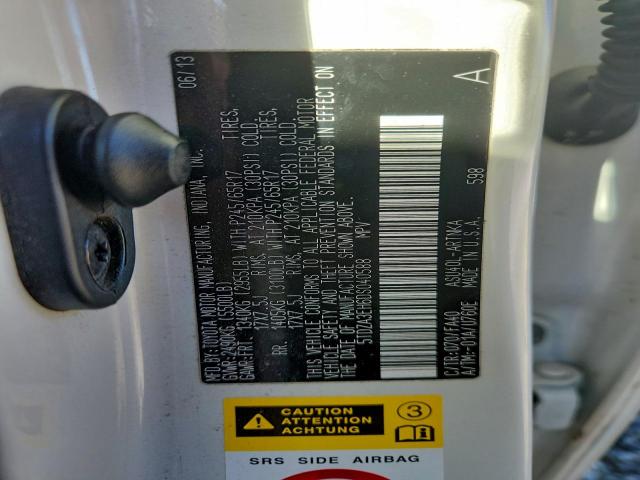 06/13
MFD.BY:TOYOTA MOTOR MANUFACTURING, INDIANA, INC.
GVWR:2490KG (5500LB)
GAWR-FRT. 1340KG (2955LB) WITH P245/65R17 TIRES,
17X7.5J RIMS, AT 210KPA (30PSI) COLD.
RR. 1405KG (3100LB) WITH P245/65R17 TIRES,
17X7.5J RIMS, AT 210KPA (30PSI) COLD.
THIS VEHICLE CONFORMS TO ALL APPLICABLE FEDERAL MOTOR
VEHICLE SAFETY AND THEFT PREVENTION STANDARDS IN EFFECT ON
THE DATE OF MANUFACTURE SHOWN ABOVE.
MPV
C/TR:070/FA40 ASU40L-ARTNKA 598
A/TM:-01A/U760E MADE IN U.S.A.
A
CAUTION
ATTENTION
ACHTUNG
3
SRS SIDE AIRBAG